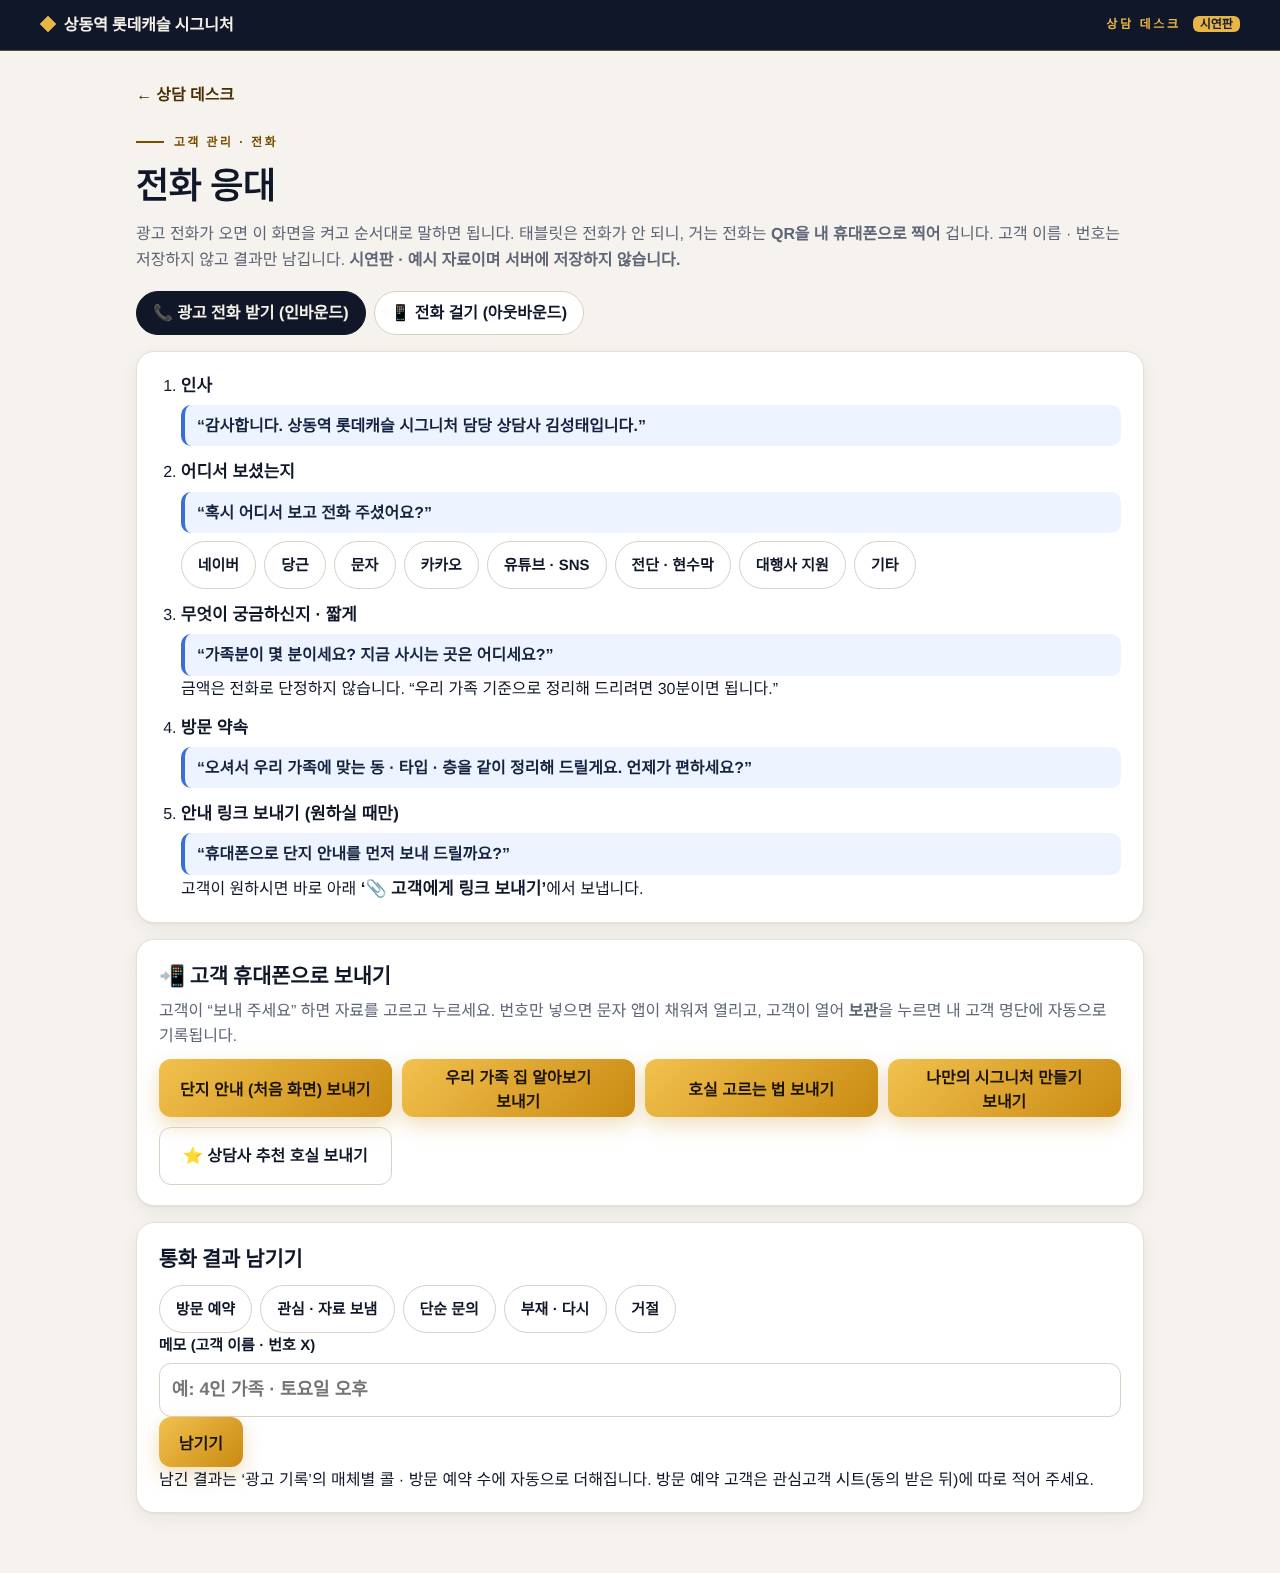 ◆ 상동역 롯데캐슬 시그니처
상담 데스크 시연판
← 상담 데스크
고객 관리 · 전화
전화 응대
광고 전화가 오면 이 화면을 켜고 순서대로 말하면 됩니다. 태블릿은 전화가 안 되니, 거는 전화는 QR을 내 휴대폰으로 찍어 겁니다. 고객 이름 · 번호는
저장하지 않고 결과만 남깁니다. 시연판 · 예시 자료이며 서버에 저장하지 않습니다.
📞 광고 전화 받기 (인바운드)
📱 전화 걸기 (아웃바운드)
1. 인사
“감사합니다. 상동역 롯데캐슬 시그니처 담당 상담사 김성태입니다.”
2. 어디서 보셨는지
“혹시 어디서 보고 전화 주셨어요?”
네이버 당근 문자 카카오 유튜브 · SNS 전단 · 현수막 대행사 지원 기타
3. 무엇이 궁금하신지 · 짧게
“가족분이 몇 분이세요? 지금 사시는 곳은 어디세요?”
금액은 전화로 단정하지 않습니다. “우리 가족 기준으로 정리해 드리려면 30분이면 됩니다.”
4. 방문 약속
“오셔서 우리 가족에 맞는 동 · 타입 · 층을 같이 정리해 드릴게요. 언제가 편하세요?”
5. 안내 링크 보내기 (원하실 때만)
“휴대폰으로 단지 안내를 먼저 보내 드릴까요?”
고객이 원하시면 바로 아래 ‘📎 고객에게 링크 보내기’에서 보냅니다.
📲 고객 휴대폰으로 보내기
고객이 “보내 주세요” 하면 자료를 고르고 누르세요. 번호만 넣으면 문자 앱이 채워져 열리고, 고객이 열어 보관을 누르면 내 고객 명단에 자동으로
기록됩니다.
단지 안내 (처음 화면) 보내기
우리 가족 집 알아보기
보내기
호실 고르는 법 보내기
나만의 시그니처 만들기
보내기
⭐ 상담사 추천 호실 보내기
통화 결과 남기기
방문 예약 관심 · 자료 보냄 단순 문의 부재 · 다시 거절
메모 (고객 이름 · 번호 X)
예: 4인 가족 · 토요일 오후
남기기
남긴 결과는 ‘광고 기록’의 매체별 콜 · 방문 예약 수에 자동으로 더해집니다. 방문 예약 고객은 관심고객 시트(동의 받은 뒤)에 따로 적어 주세요.